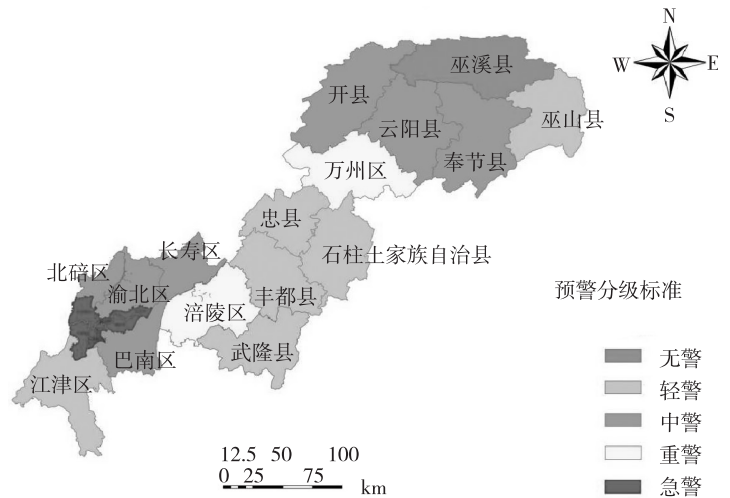 N
W E
S
巫溪县
开县
巫山县
云阳县
奉节县
万州区
忠县
石柱土家族自治县
长寿区
北碚区
渝北区
丰都县
涪陵区
武隆县
巴南区
江津区
预警分级标准
无警
轻警
中警
重警
急警
12.5 50 100
0 25 75
km